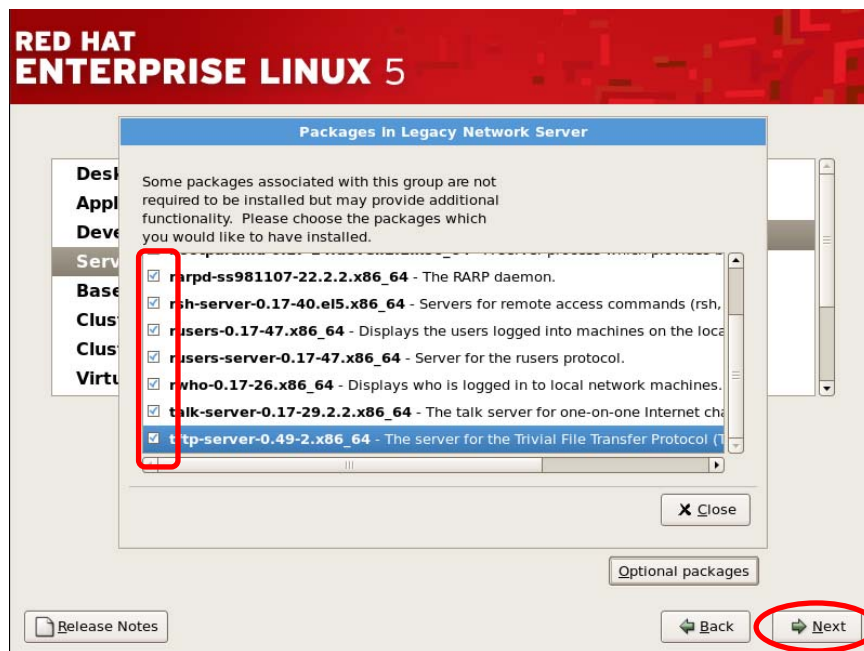 RED HAT
ENTERPRISE LINUX 5
Packages in Legacy Network Server
Some packages associated with this group are not
required to be installed but may provide additional
functionality. Please choose the packages which
you would like to have installed.
rarpd-ss981107-22.2.2.x86_64 - The RARP daemon.
rsh-server-0.17-40.el5.x86_64 - Servers for remote access commands (rsh,
rusers-0.17-47.x86_64 - Displays the users logged into machines on the loca
rusers-server-0.17-47.x86_64 - Server for the rusers protocol.
rwho-0.17-26.x86_64 - Displays who is logged in to local network machines.
talk-server-0.17-29.2.2.x86_64 - The talk server for one-on-one Internet cha
tftp-server-0.49-2.x86_64 - The server for the Trivial File Transfer Protocol (T
Desk
Appl
Deve
Serv
Base
Clus
Clus
Virtu
Close
Optional packages
Release Notes
Back
Next